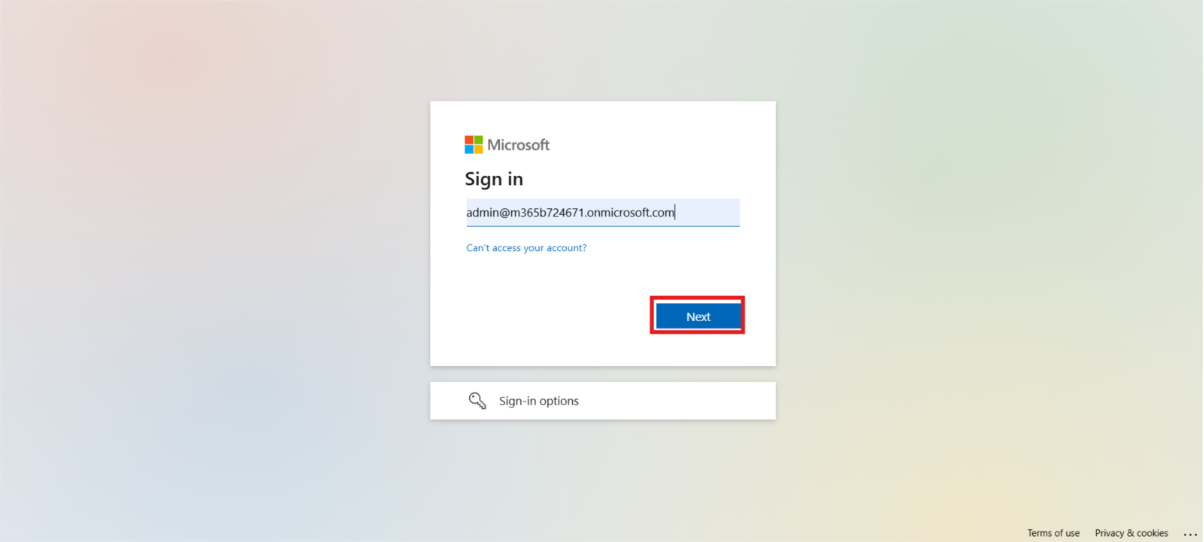 Microsoft
Sign in
admin@m365b724671.onmicrosoft.com
Can't access your account?
Next
Sign-in options
Terms of use Privacy & cookies ...